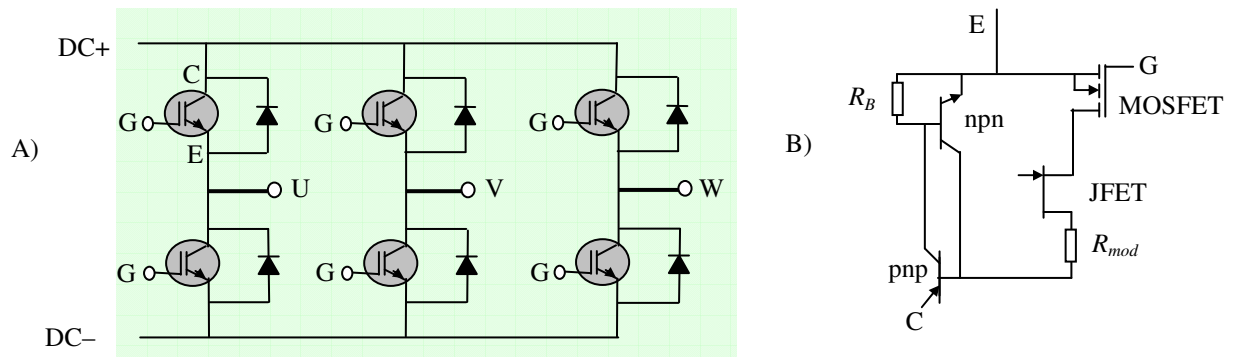 A)
DC+
C
G
G
G
E
U
V
W
G
G
G
DC–
B)
E
G
R_B
npn
MOSFET
JFET
R_mod
pnp
C